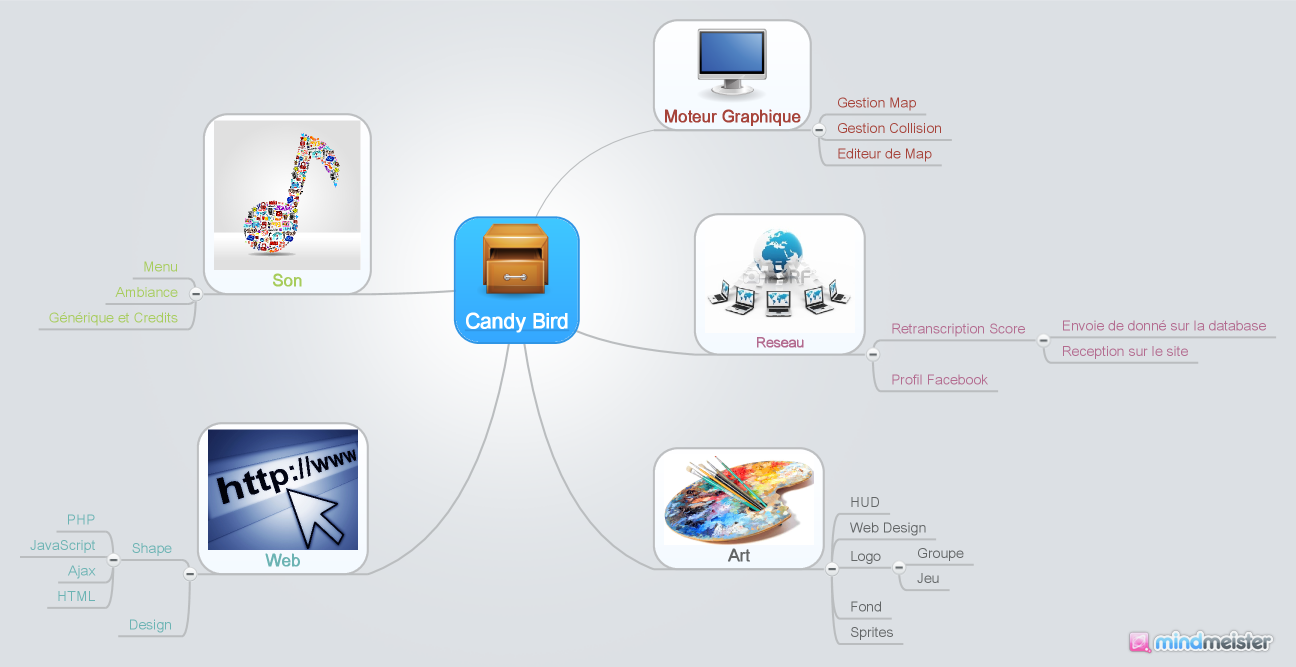 Moteur Graphique
Gestion Map
Gestion Collision
Editeur de Map
Son
Menu
Ambiance
Générique et Credits
Candy Bird
Reseau
Retranscription Score
Envoie de donné sur la database
Reception sur le site
Profil Facebook
http://www
Web
Shape
PHP
JavaScript
Ajax
HTML
Design
Art
HUD
Web Design
Logo
Groupe
Jeu
Fond
Sprites
mindmeister